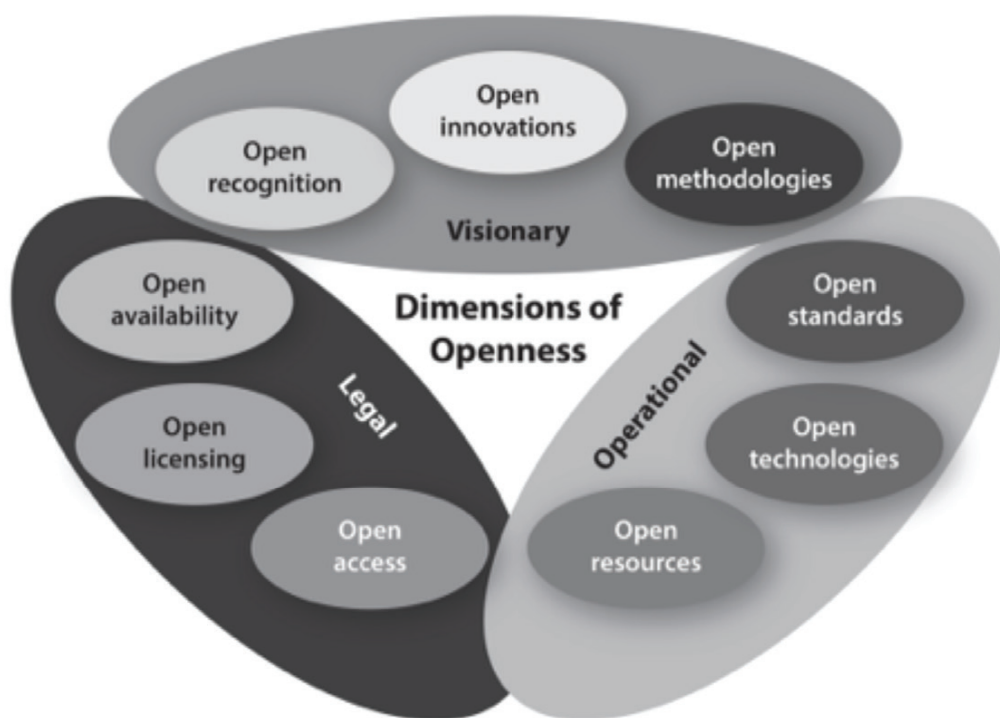 Open
innovations
Open
recognition
Open
methodologies
Visionary
Open
availability
Open
licensing
Open
access
Legal
Dimensions of
Openness
Operational
Open
standards
Open
technologies
Open
resources